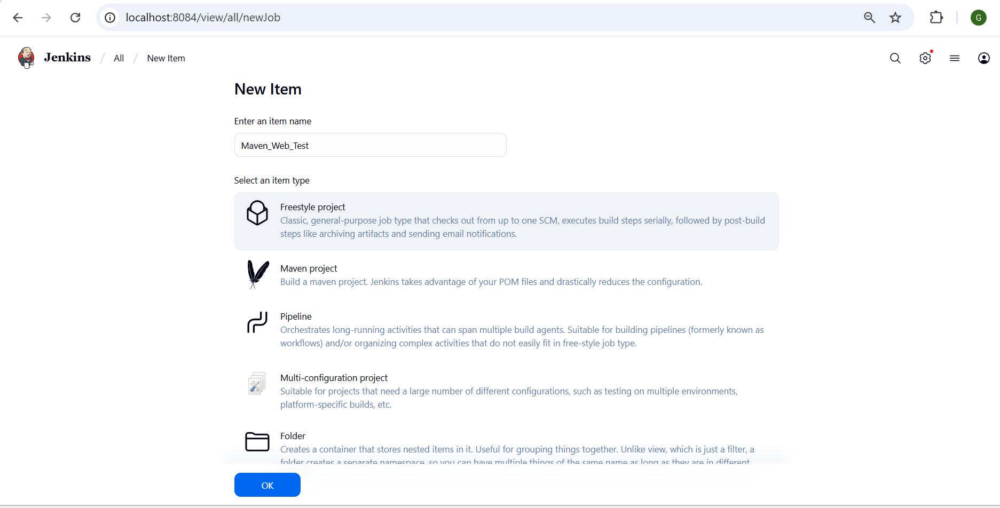 localhost:8084/view/all/newJob
G
Jenkins / All / New Item
New Item
Enter an item name
Maven_Web_Test
Select an item type
Freestyle project
Classic, general-purpose job type that checks out from up to one SCM, executes build steps serially, followed by post-build
steps like archiving artifacts and sending email notifications.
Maven project
Build a maven project. Jenkins takes advantage of your POM files and drastically reduces the configuration.
Pipeline
Orchestrates long-running activities that can span multiple build agents. Suitable for building pipelines (formerly known as
workflows) and/or organizing complex activities that do not easily fit in free-style job type.
Multi-configuration project
Suitable for projects that need a large number of different configurations, such as testing on multiple environments,
platform-specific builds, etc.
Folder
Creates a container that stores nested items in it. Useful for grouping things together. Unlike view, which is just a filter, a
folder creates a separate namespace, so you can have multiple things of the same name as long as they are in different
OK